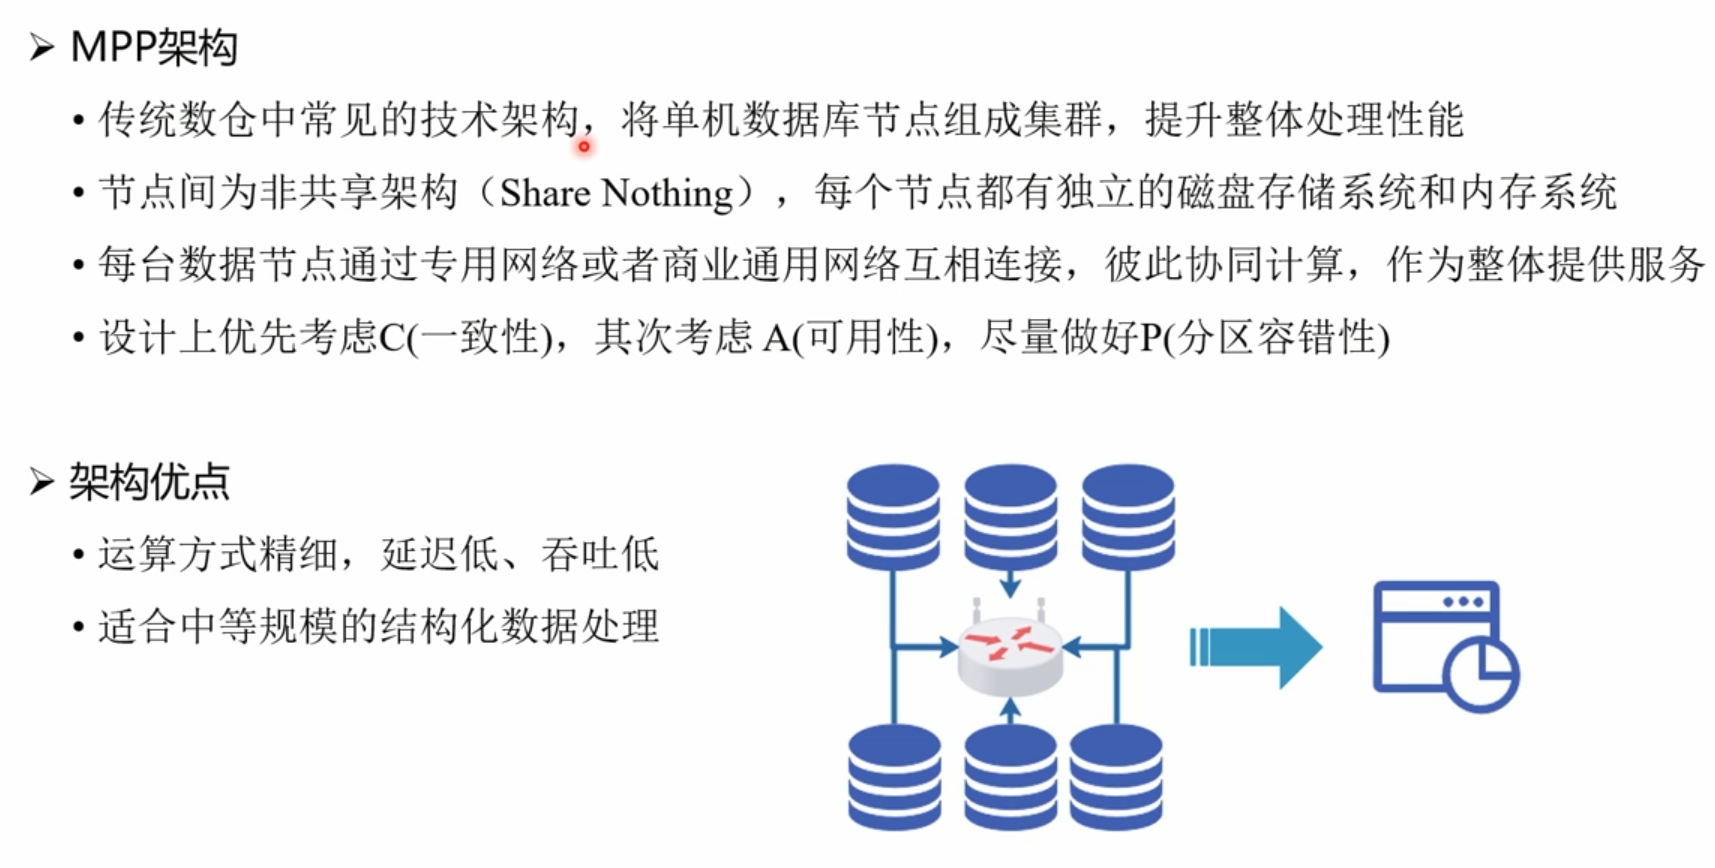 ➢ MPP架构
• 传统数仓中常见的技术架构，将单机数据库节点组成集群，提升整体处理性能
• 节点间为非共享架构（Share Nothing），每个节点都有独立的磁盘存储系统和内存系统
• 每台数据节点通过专用网络或者商业通用网络互相连接，彼此协同计算，作为整体提供服务
• 设计上优先考虑C(一致性)，其次考虑 A(可用性)，尽量做好P(分区容错性)
➢ 架构优点
• 运算方式精细，延迟低、吞吐低
• 适合中等规模的结构化数据处理